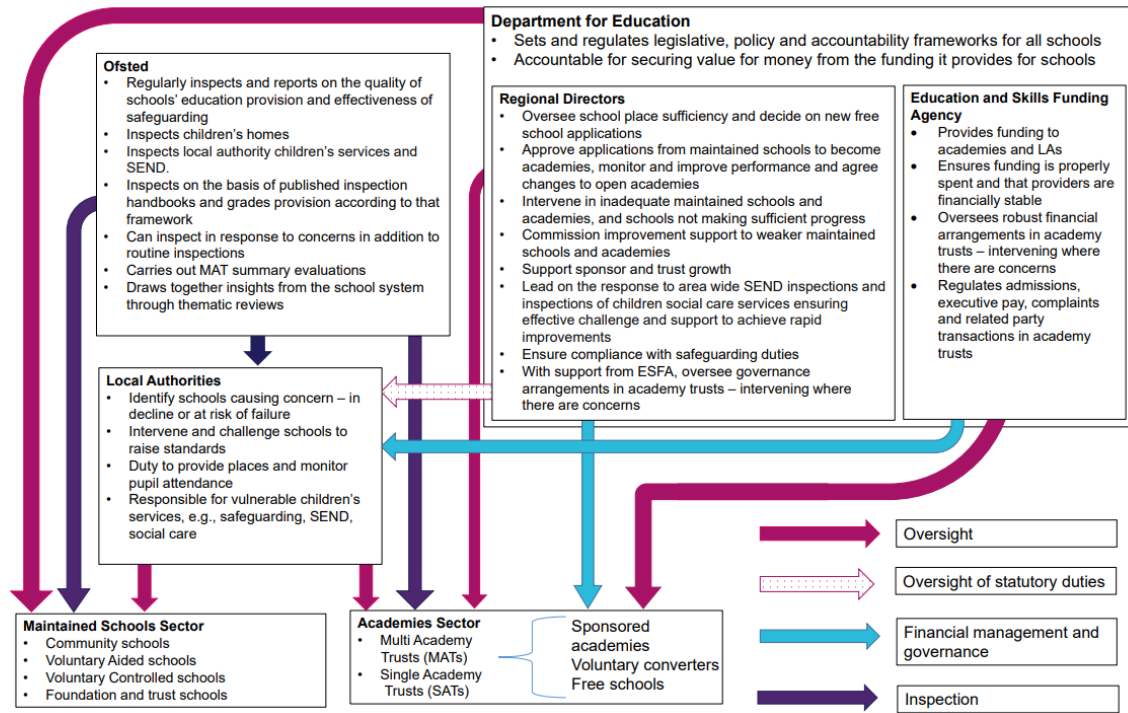 Department for Education
• Sets and regulates legislative, policy and accountability frameworks for all schools
• Accountable for securing value for money from the funding it provides for schools
Ofsted
• Regularly inspects and reports on the quality of
schools' education provision and effectiveness of
safeguarding
• Inspects children's homes
• Inspects local authority children's services and
SEND.
• Inspects on the basis of published inspection
handbooks and grades provision according to that
framework
• Can inspect in response to concerns in addition to
routine inspections
• Carries out MAT summary evaluations
• Draws together insights from the school system
through thematic reviews
Regional Directors
• Oversee school place sufficiency and decide on new free
school applications
• Approve applications from maintained schools to become
academies, monitor and improve performance and agree
changes to open academies
• Intervene in inadequate maintained schools and
academies, and schools not making sufficient progress
• Commission improvement support to weaker maintained
schools and academies
• Support sponsor and trust growth
• Lead on the response to area wide SEND inspections and
inspections of children social care services ensuring
effective challenge and support to achieve rapid
improvements
• Ensure compliance with safeguarding duties
• With support from ESFA, oversee governance
arrangements in academy trusts – intervening where
there are concerns
Education and Skills Funding
Agency
• Provides funding to
academies and LAs
• Ensures funding is properly
spent and that providers are
financially stable
• Oversees robust financial
arrangements in academy
trusts – intervening where
there are concerns
• Regulates admissions,
executive pay, complaints
and related party
transactions in academy
trusts
Local Authorities
• Identify schools causing concern – in
decline or at risk of failure
• Intervene and challenge schools to
raise standards
• Duty to provide places and monitor
pupil attendance
• Responsible for vulnerable children's
services, e.g., safeguarding, SEND,
social care
Maintained Schools Sector
• Community schools
• Voluntary Aided schools
• Voluntary Controlled schools
• Foundation and trust schools
Academies Sector
• Multi Academy
Trusts (MATs)
• Single Academy
Trusts (SATs)
Sponsored
academies
Voluntary converters
Free schools
Oversight
Oversight of statutory duties
Financial management and
governance
Inspection